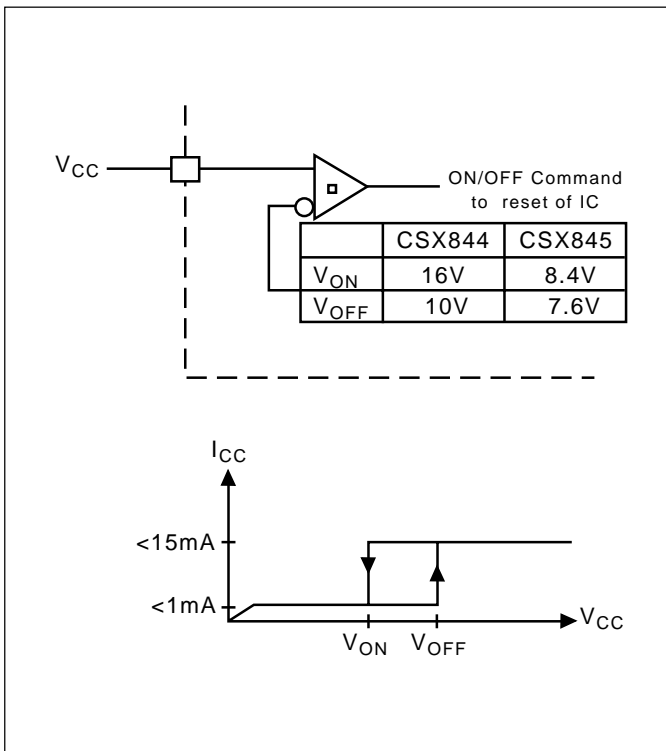 VCC
ON/OFF Command
to reset of IC
CSX844 CSX845
VON 16V 8.4V
VOFF 10V 7.6V
ICC
<15mA
<1mA
VCC
VON VOFF